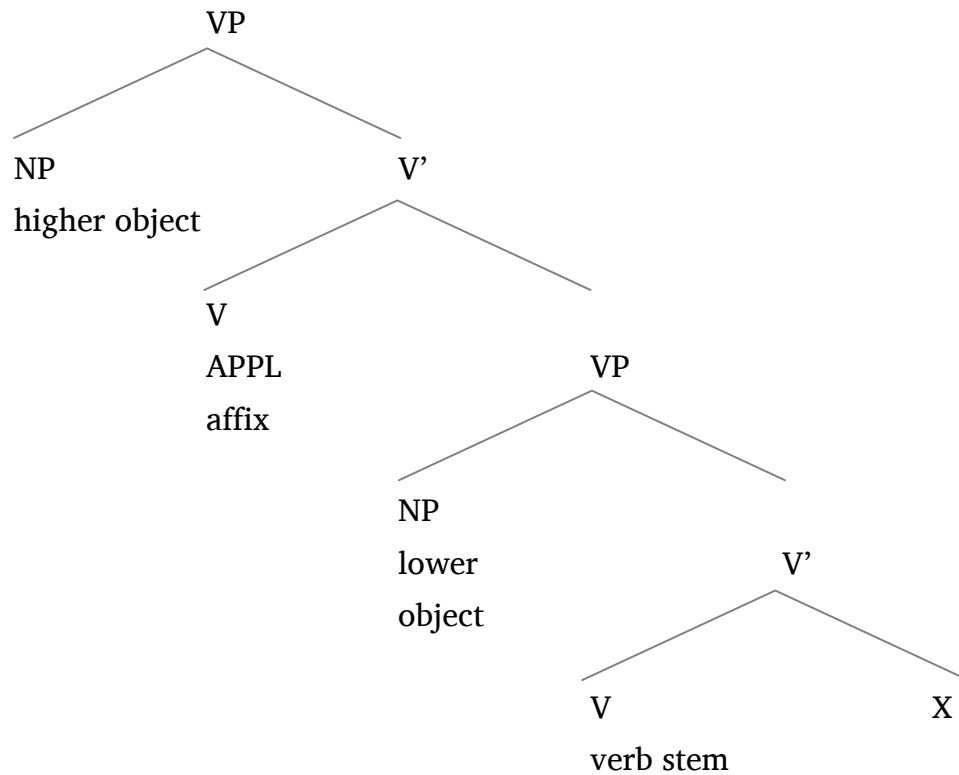 VP
NP V’
higher object
V
APPL VP
affix
NP
lower V’
object
V X
verb stem